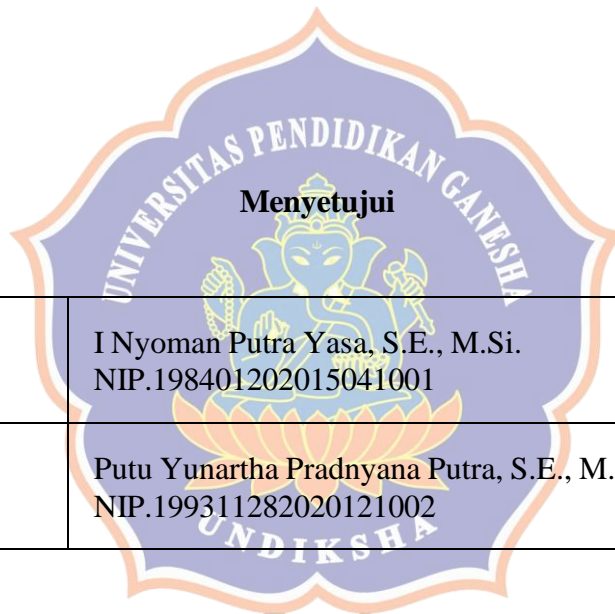 UNIVERSITAS PENDIDIKAN GANESHA
Menyetujui
I Nyoman Putra Yasa, S.E., M.Si.
NIP.198401202015041001
Putu Yunartha Pradnyana Putra, S.E., M.
NIP.199311282020121002
UNDIKSHA